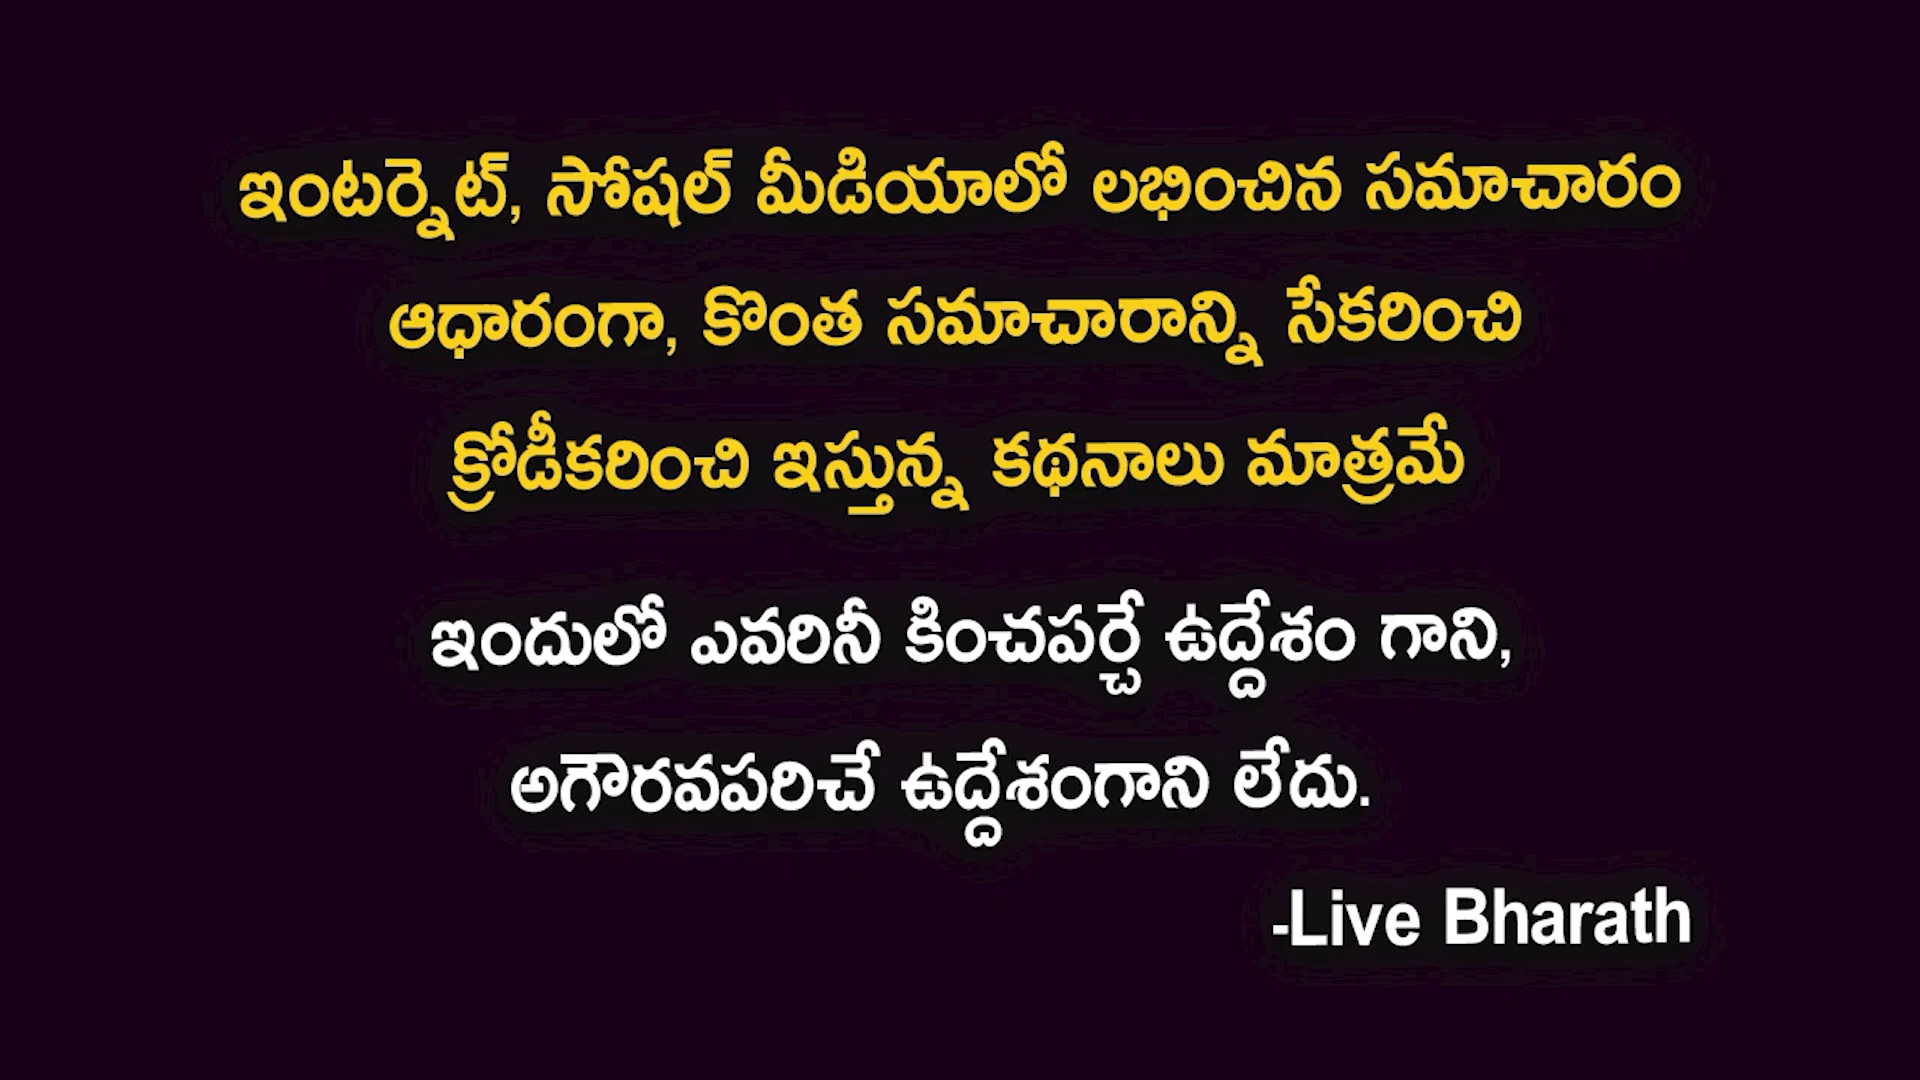 ఇంటర్నెట్, సోషల్ మీడియాలో లభించిన సమాచారం
ఆధారంగా, కొంత సమాచారాన్ని సేకరించి
క్రోడీకరించి ఇస్తున్న కథనాలు మాత్రమే
ఇందులో ఎవరినీ కించపర్చే ఉద్దేశం గాని,
అగౌరవపరిచే ఉద్దేశంగాని లేదు.
-Live Bharath